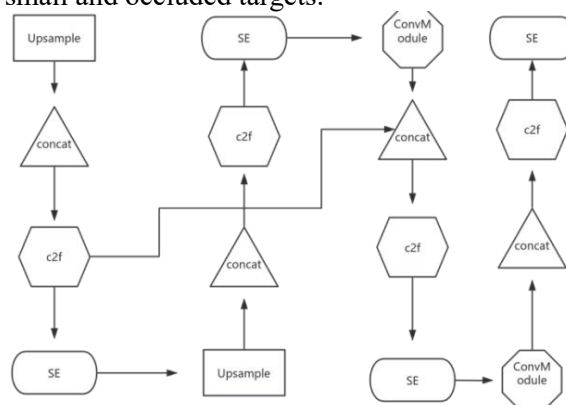 small and occluded targets.
Upsample
concat
c2f
SE
Upsample
concat
c2f
SE
ConvM
odule
concat
c2f
SE
ConvM
odule
concat
c2f
SE